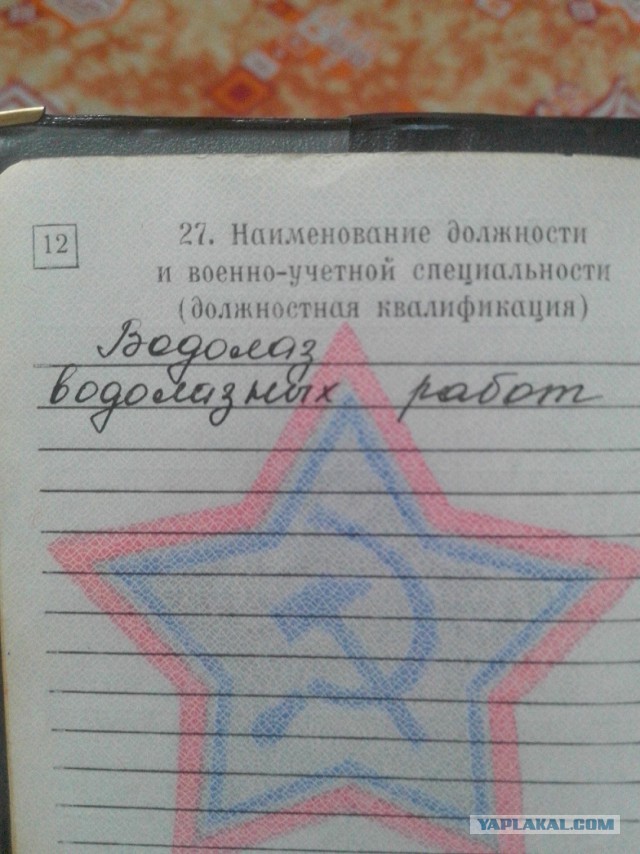 12
27. Наименование должности
и военно-учетной специальности
(должностная квалификация)
Водолаз
водолазных работ
YAPLAKAL.COM